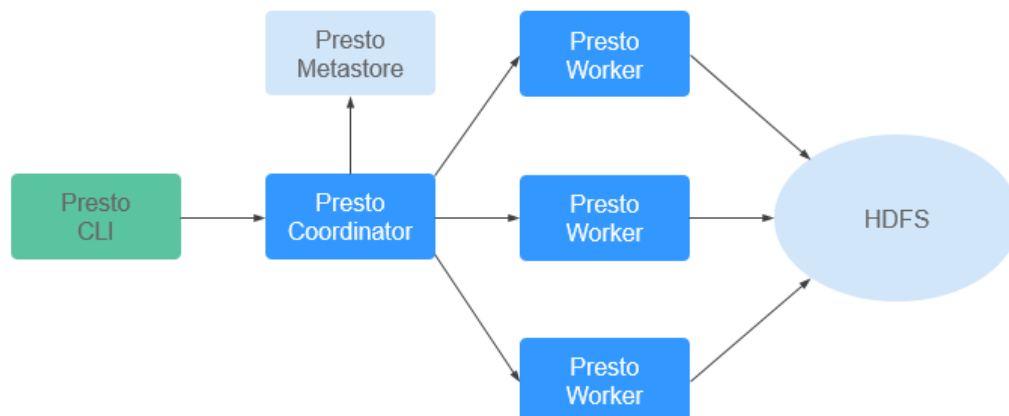 Presto
Metastore
Presto
Worker
Presto
CLI
Presto
Coordinator
Presto
Worker
HDFS
Presto
Worker